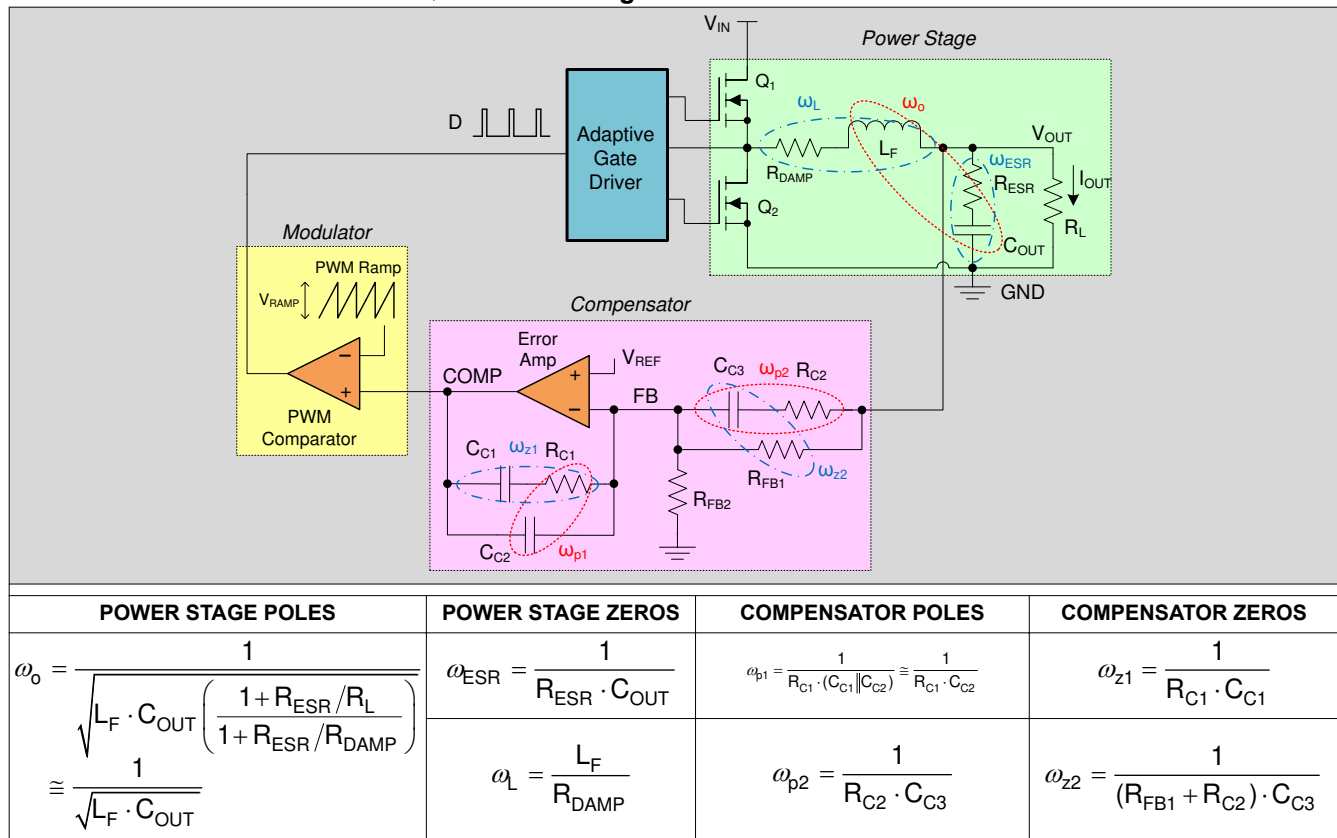 V_IN
Power Stage
Q₁
ω_L
ω_o
D
Adaptive
Gate
Driver
V_OUT
L_F
R_DAMP
ω_ESR
R_ESR
I_OUT
Q₂
R_L
C_OUT
GND
Modulator
PWM Ramp
V_RAMP
PWM
Comparator
Compensator
Error
Amp
V_REF
COMP
FB
C_C3
ω_p2
R_C2
C_C1
ω_z1
R_C1
R_FB1
ω_z2
R_FB2
C_C2
ω_p1
POWER STAGE POLES | POWER STAGE ZEROS | COMPENSATOR POLES | COMPENSATOR ZEROS
ω_o = 1 / √(L_F · C_OUT ((1 + R_ESR/R_L) / (1 + R_ESR/R_DAMP)))
≅ 1 / √(L_F · C_OUT)
ω_ESR = 1 / (R_ESR · C_OUT)
ω_L = L_F / R_DAMP
ω_p1 = 1 / (R_C1 · (C_C1‖C_C2)) ≅ 1 / (R_C1 · C_C2)
ω_p2 = 1 / (R_C2 · C_C3)
ω_z1 = 1 / (R_C1 · C_C1)
ω_z2 = 1 / ((R_FB1 + R_C2) · C_C3)